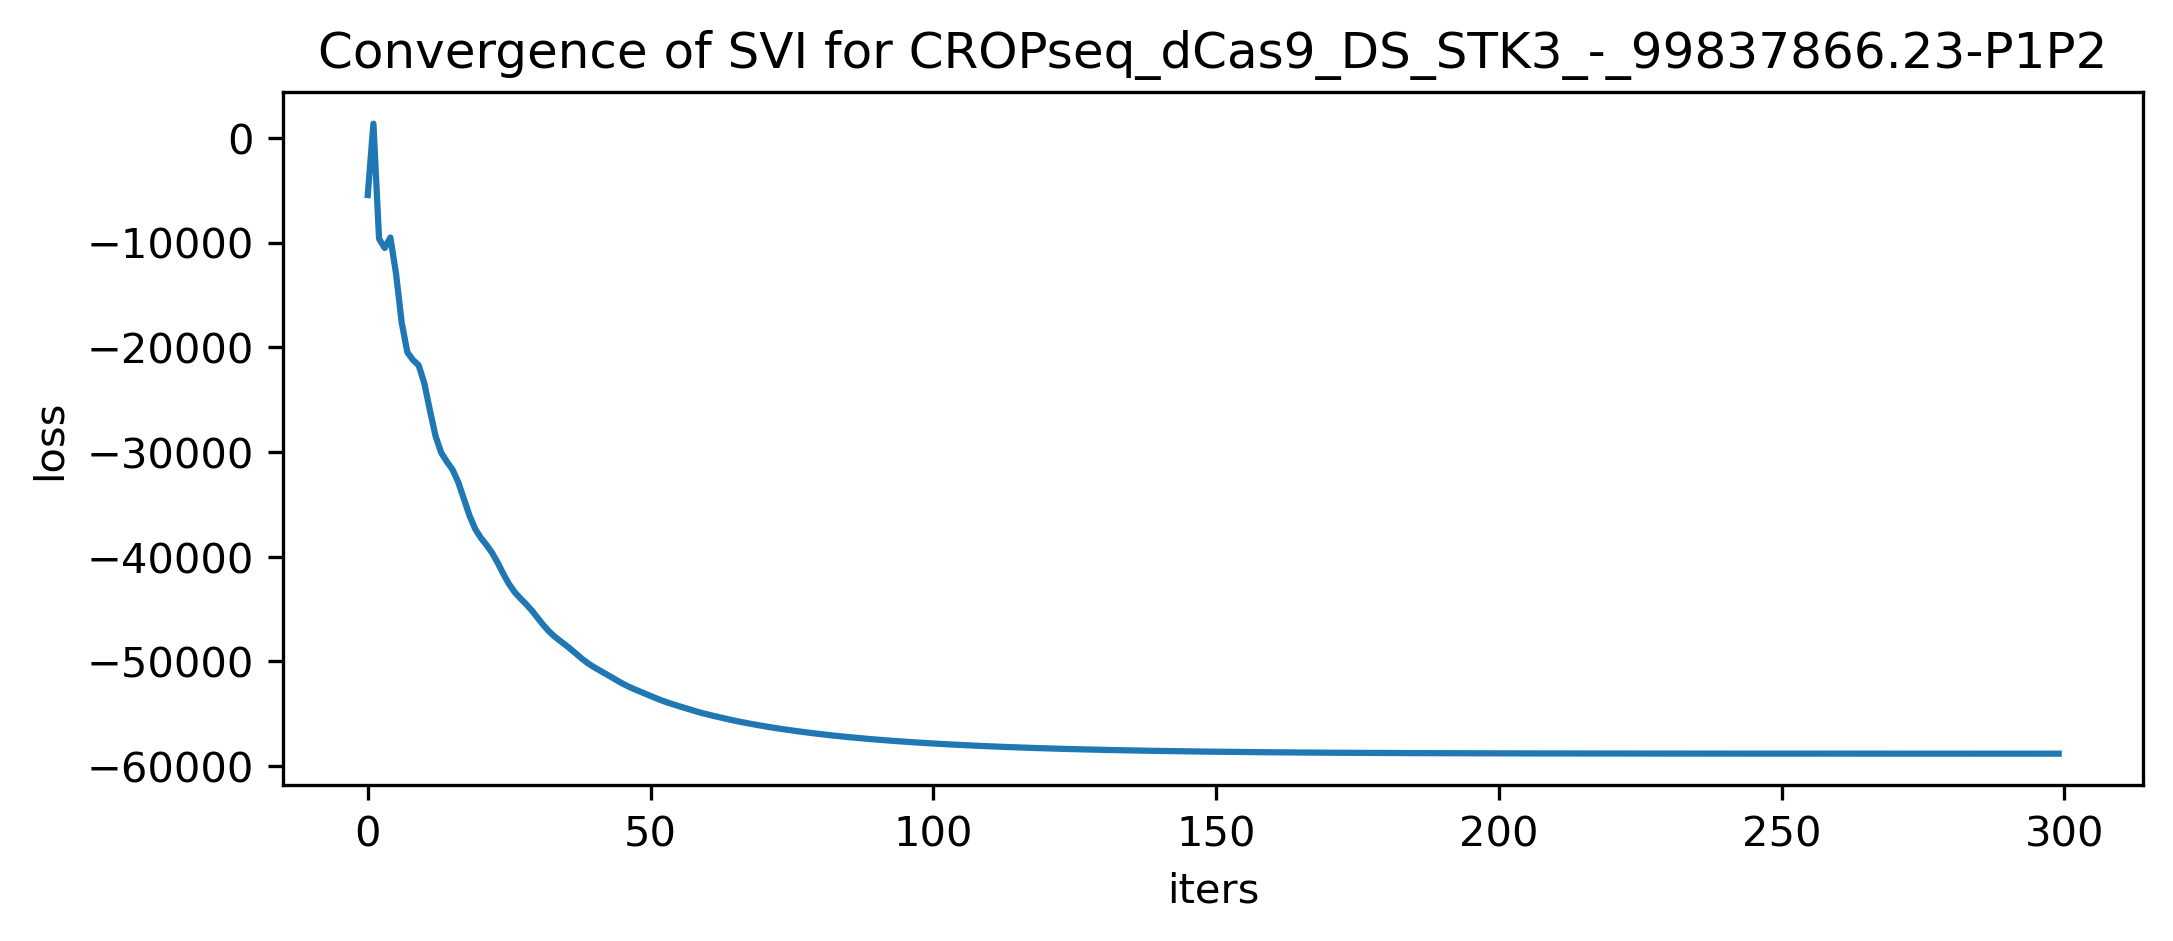 Convergence of SVI for CROPseq_dCas9_DS_STK3_-_99837866.23-P1P2
0
−10000
−20000
−30000
−40000
−50000
−60000
loss
0 50 100 150 200 250 300
iters